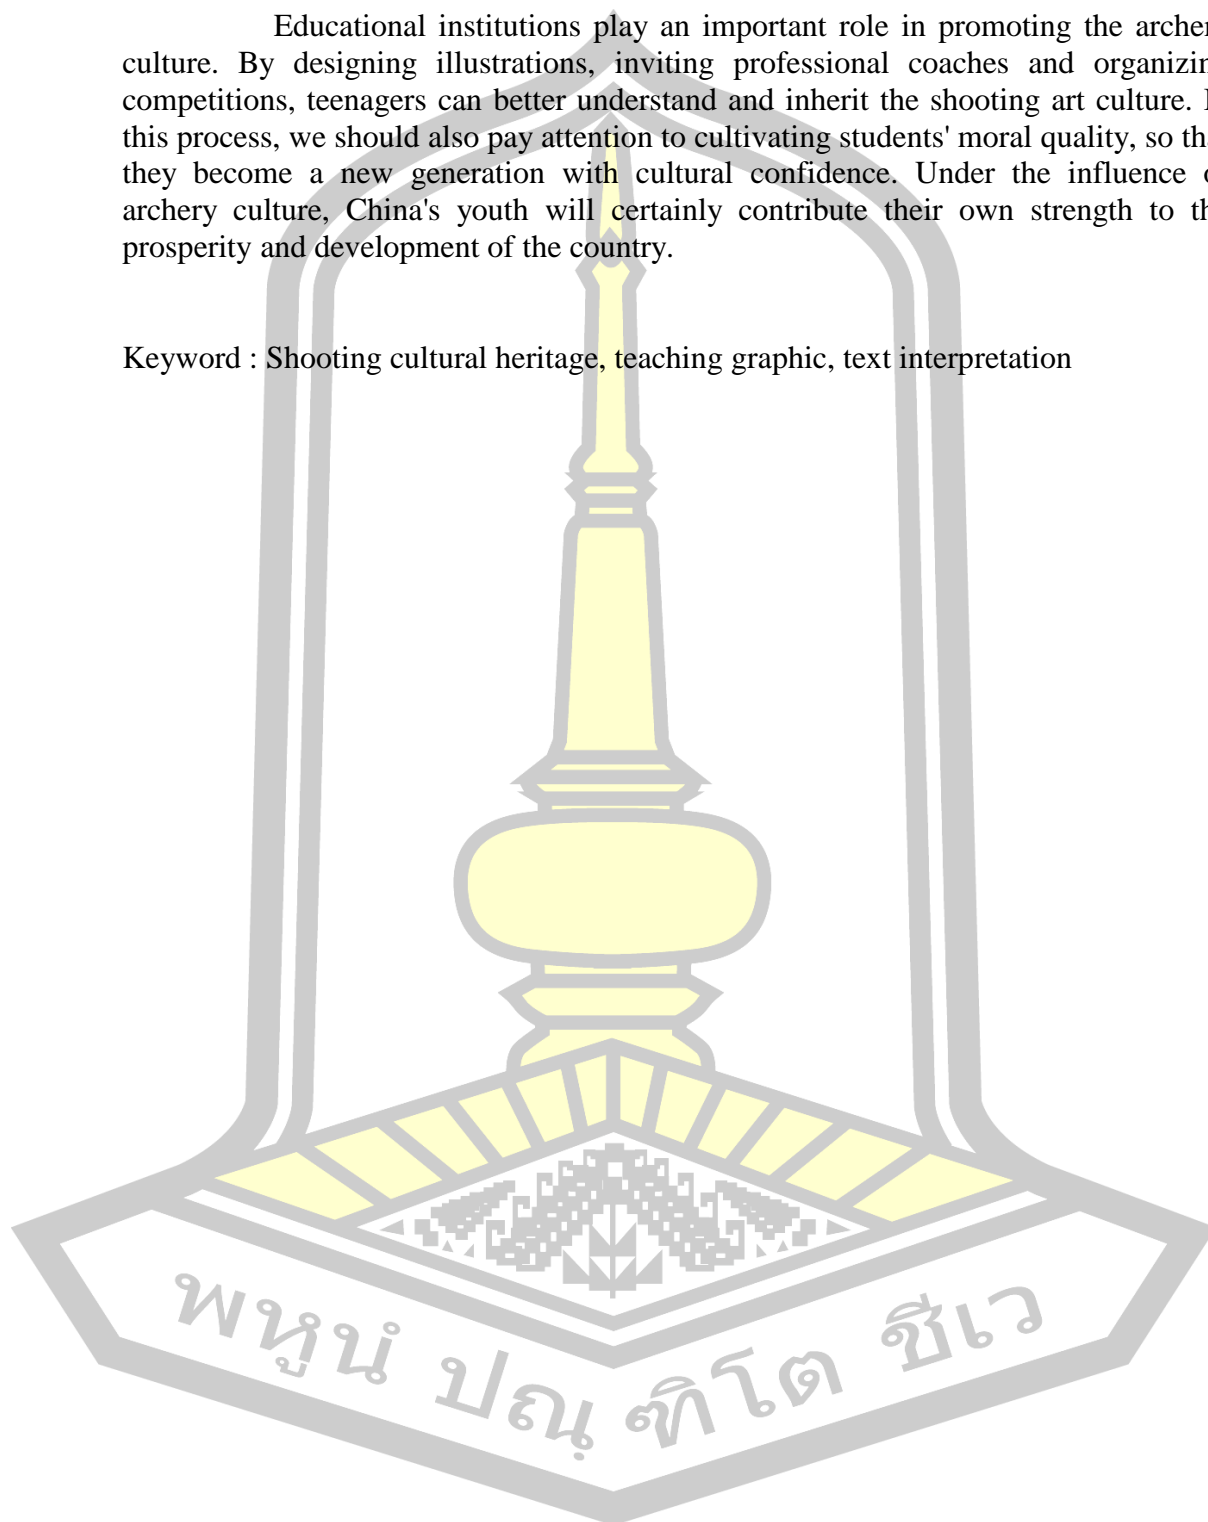 Educational institutions play an important role in promoting the archer
culture. By designing illustrations, inviting professional coaches and organizin
competitions, teenagers can better understand and inherit the shooting art culture. I
this process, we should also pay attention to cultivating students' moral quality, so tha
they become a new generation with cultural confidence. Under the influence o
archery culture, China's youth will certainly contribute their own strength to th
prosperity and development of the country.
Keyword : Shooting cultural heritage, teaching graphic, text interpretation
พหูนํ ปณฺฑิโต ชีเว